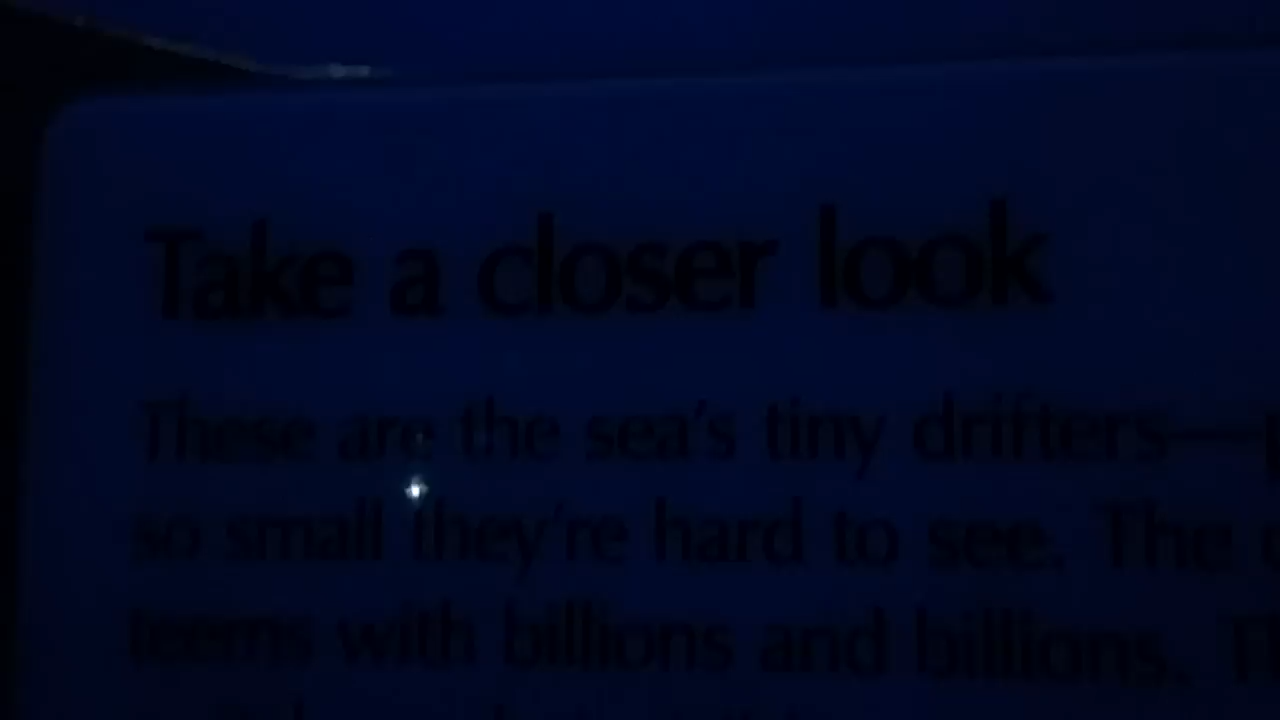 Take a closer look
These are the sea's tiny drifters—
so small they're hard to see. The
teems with billions and billions.